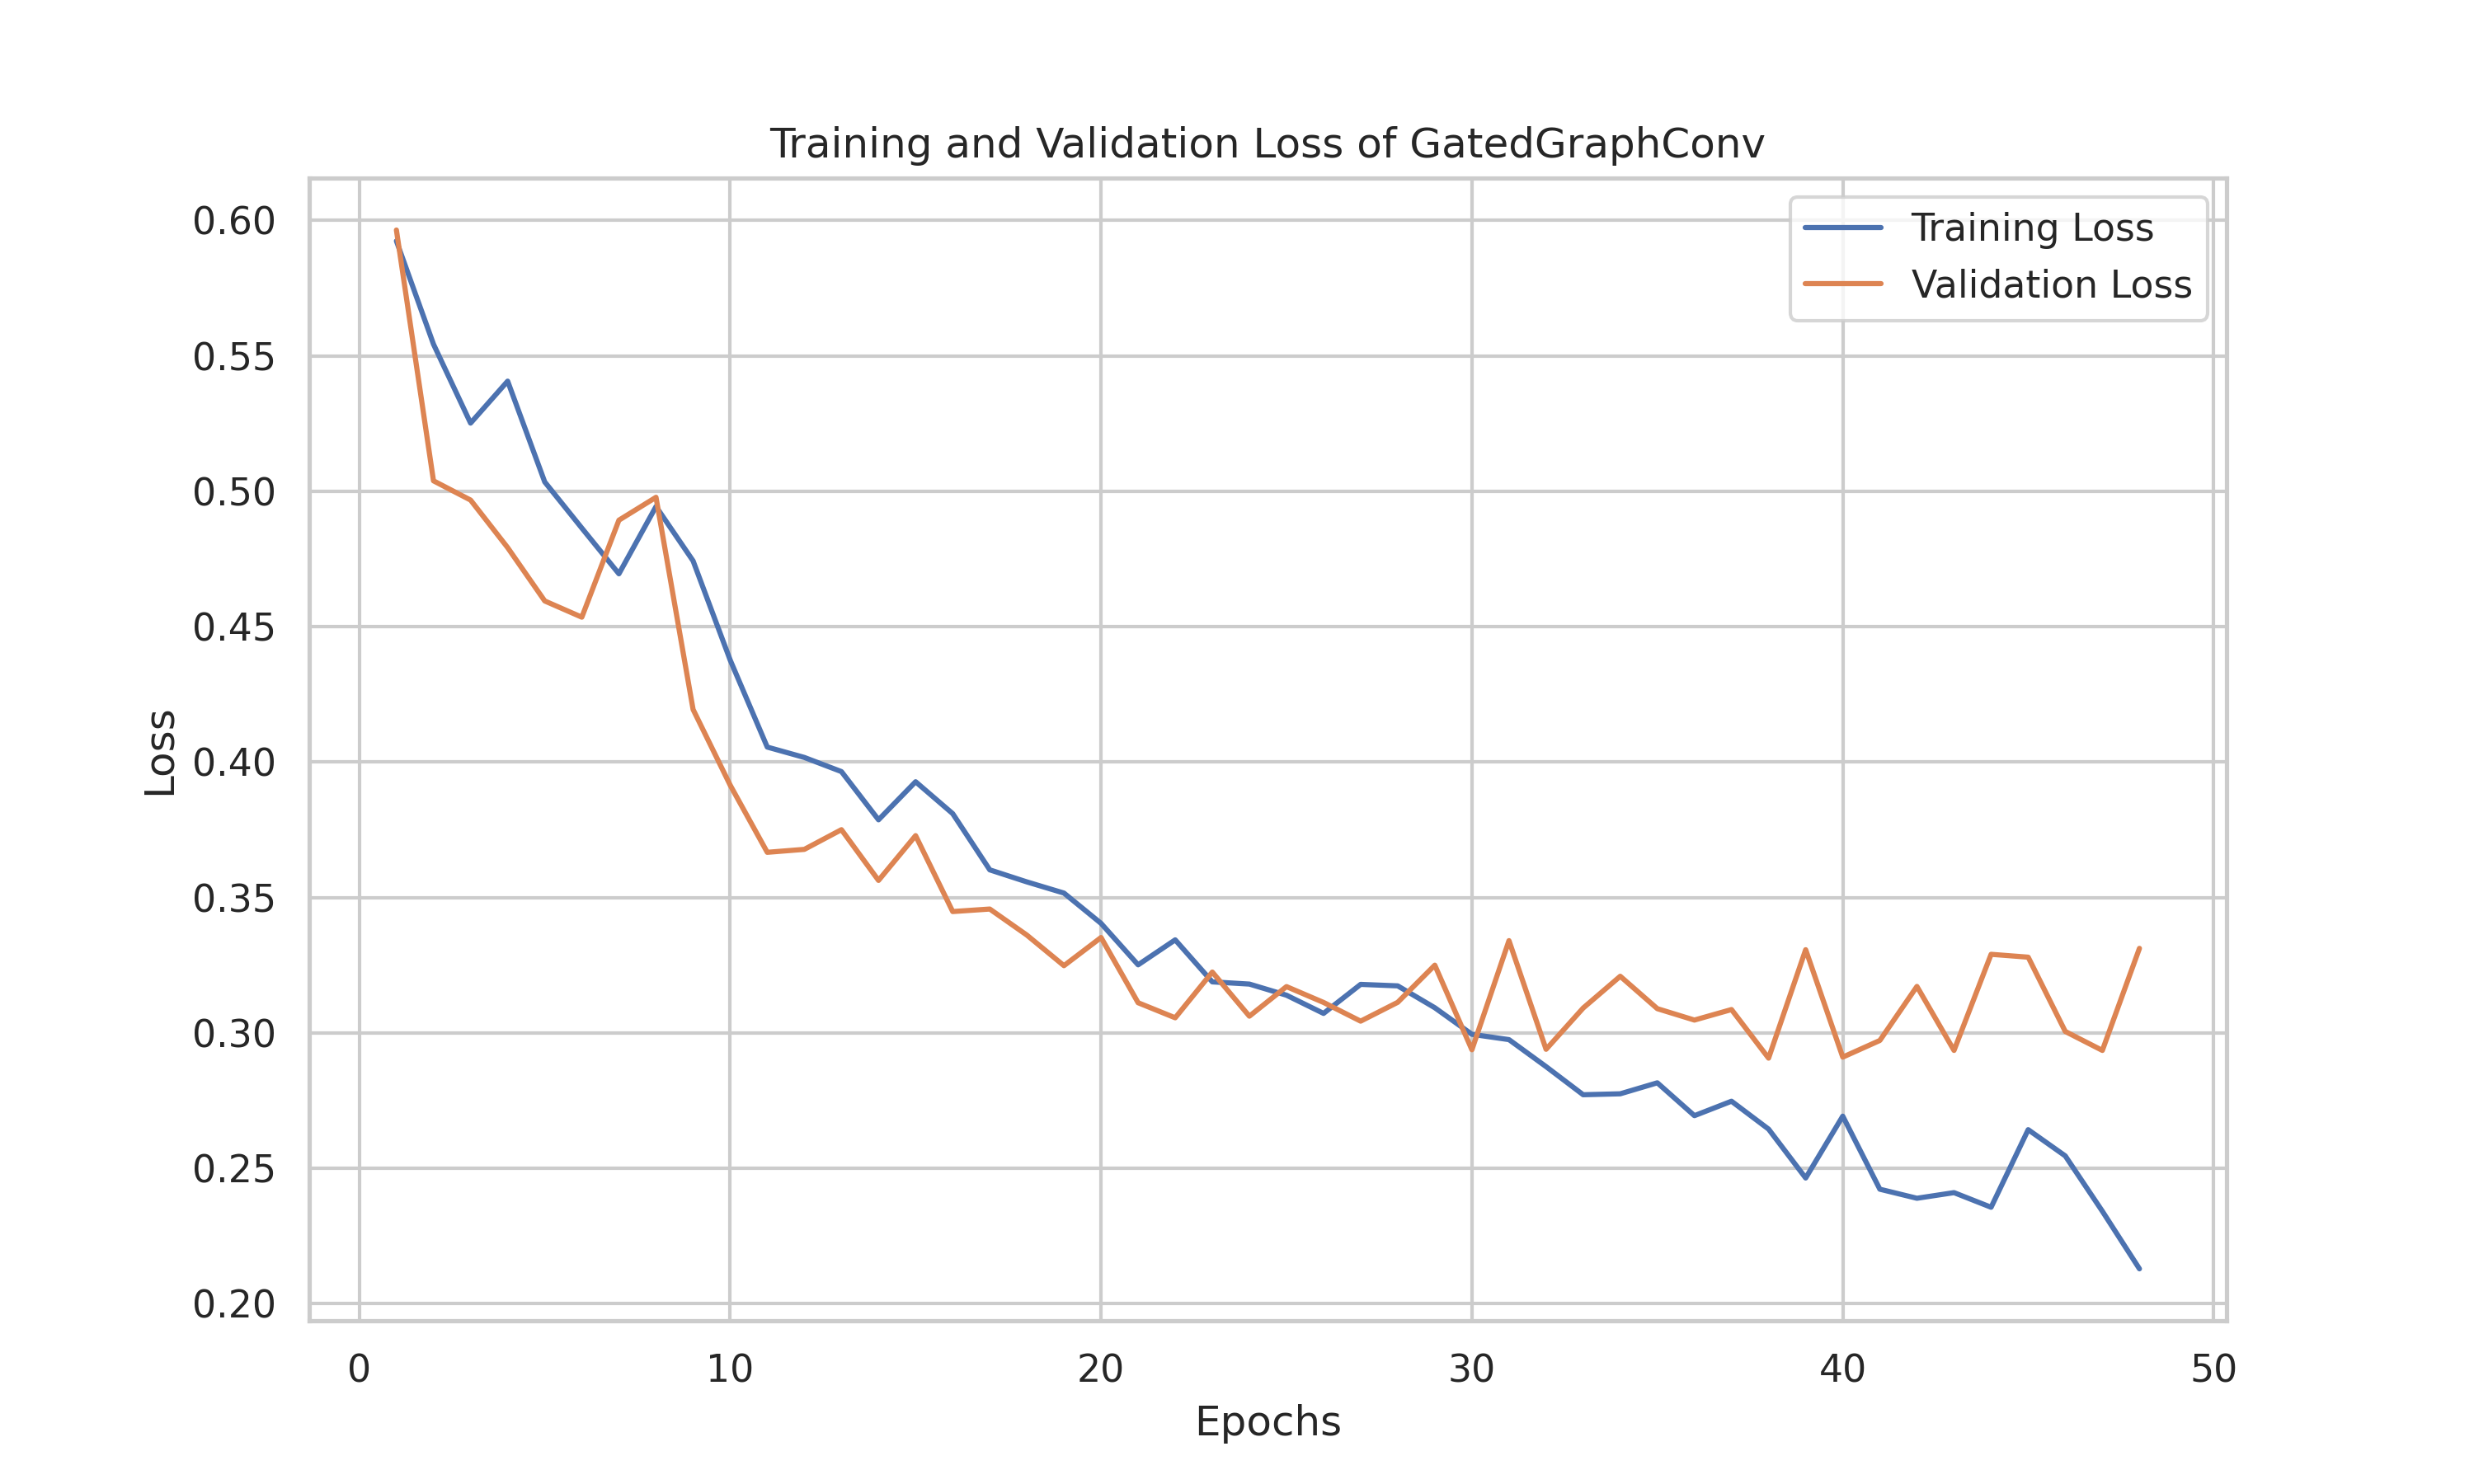 Training and Validation Loss of GatedGraphConv
Training Loss
Validation Loss
0.60
0.55
0.50
0.45
0.40
0.35
0.30
0.25
0.20
Loss
0 10 20 30 40 50
Epochs